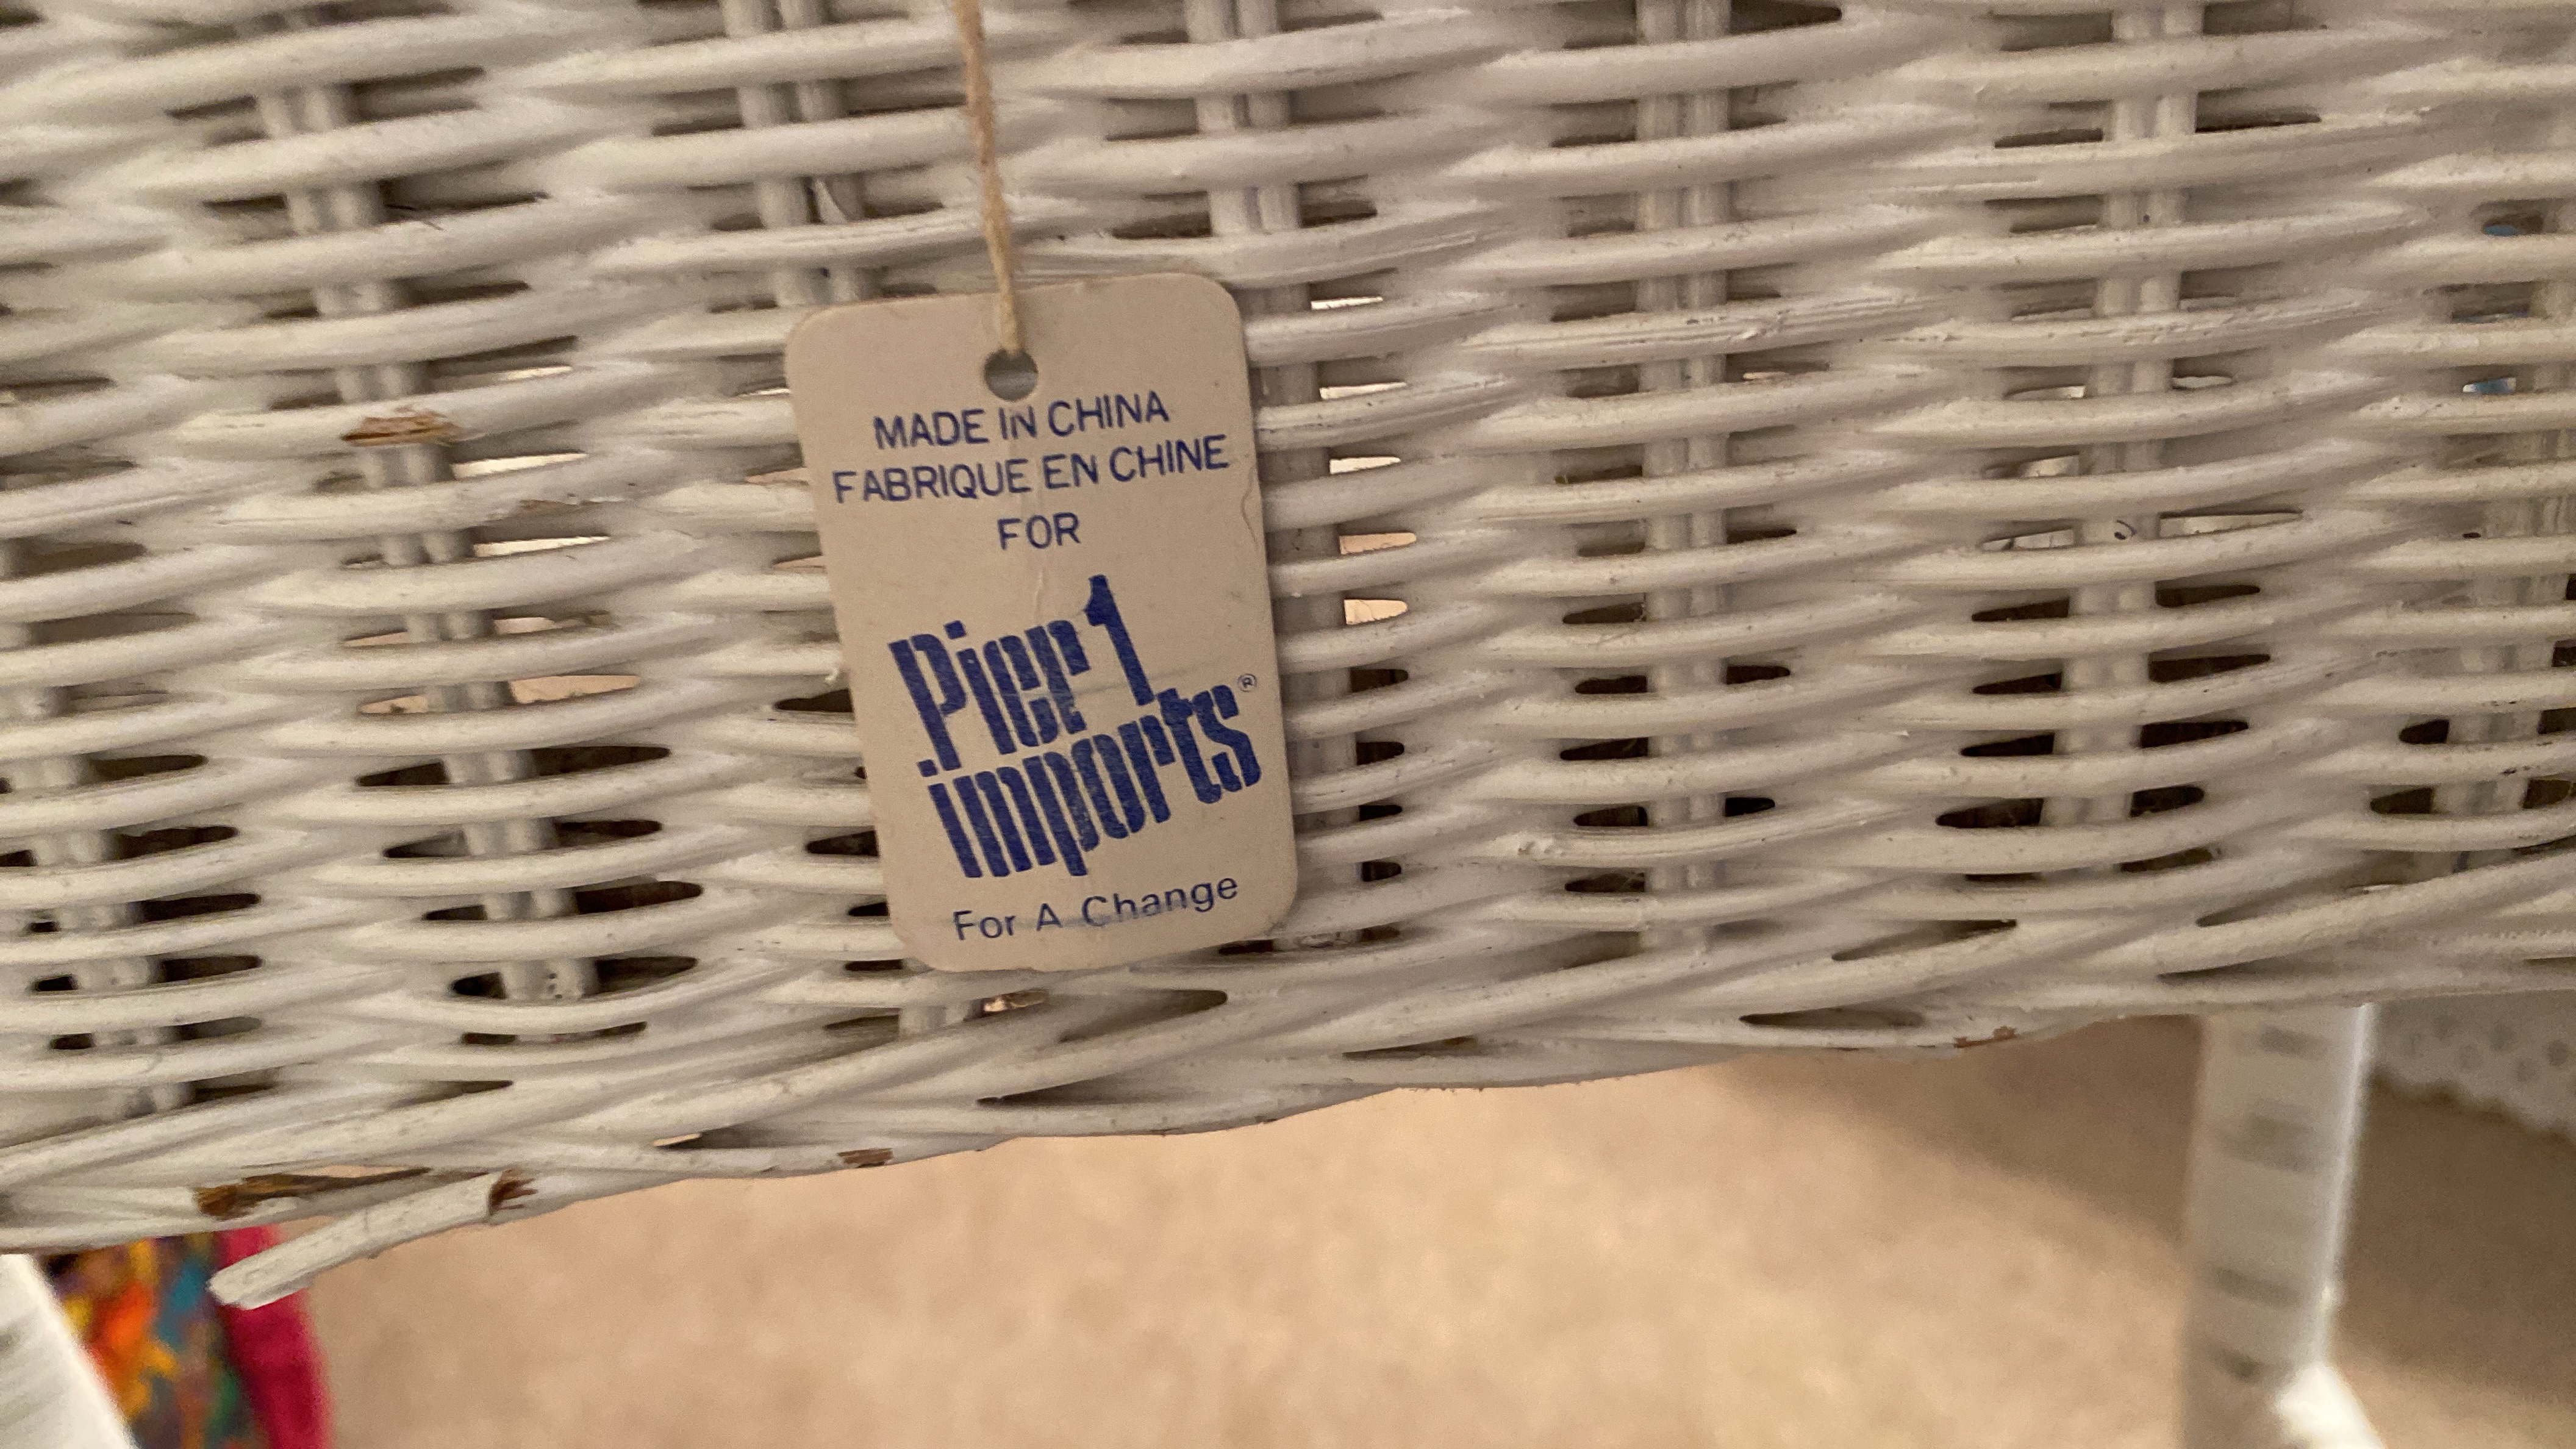 MADE IN CHINA
FABRIQUE EN CHINE
FOR
Pier 1
imports®
For A Change